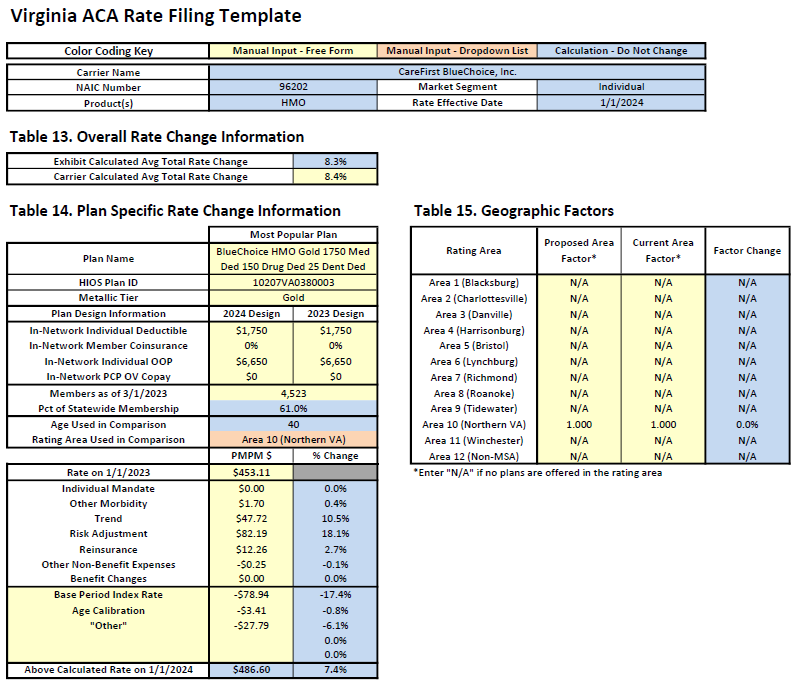 Virginia ACA Rate Filing Template
Color Coding Key Manual Input - Free Form Manual Input - Dropdown List Calculation - Do Not Change
Carrier Name CareFirst BlueChoice, Inc.
NAIC Number 96202 Market Segment Individual
Product(s) HMO Rate Effective Date 1/1/2024
Table 13. Overall Rate Change Information
Exhibit Calculated Avg Total Rate Change 8.3%
Carrier Calculated Avg Total Rate Change 8.4%
Table 14. Plan Specific Rate Change Information
Most Popular Plan
Plan Name BlueChoice HMO Gold 1750 Med
Ded 150 Drug Ded 25 Dent Ded
HIOS Plan ID 10207VA0380003
Metallic Tier Gold
Plan Design Information 2024 Design 2023 Design
In-Network Individual Deductible $1,750 $1,750
In-Network Member Coinsurance 0% 0%
In-Network Individual OOP $6,650 $6,650
In-Network PCP OV Copay $0 $0
Members as of 3/1/2023 4,523
Pct of Statewide Membership 61.0%
Age Used in Comparison 40
Rating Area Used in Comparison Area 10 (Northern VA)
PMPM $ % Change
Rate on 1/1/2023 $453.11
Individual Mandate $0.00 0.0%
Other Morbidity $1.70 0.4%
Trend $47.72 10.5%
Risk Adjustment $82.19 18.1%
Reinsurance $12.26 2.7%
Other Non-Benefit Expenses -$0.25 -0.1%
Benefit Changes $0.00 0.0%
Base Period Index Rate -$78.94 -17.4%
Age Calibration -$3.41 -0.8%
"Other" -$27.79 -6.1%
0.0%
0.0%
Above Calculated Rate on 1/1/2024 $486.60 7.4%
Table 15. Geographic Factors
Rating Area Proposed Area Factor* Current Area Factor* Factor Change
Area 1 (Blacksburg) N/A N/A N/A
Area 2 (Charlottesville) N/A N/A N/A
Area 3 (Danville) N/A N/A N/A
Area 4 (Harrisonburg) N/A N/A N/A
Area 5 (Bristol) N/A N/A N/A
Area 6 (Lynchburg) N/A N/A N/A
Area 7 (Richmond) N/A N/A N/A
Area 8 (Roanoke) N/A N/A N/A
Area 9 (Tidewater) N/A N/A N/A
Area 10 (Northern VA) 1.000 1.000 0.0%
Area 11 (Winchester) N/A N/A N/A
Area 12 (Non-MSA) N/A N/A N/A
*Enter "N/A" if no plans are offered in the rating area